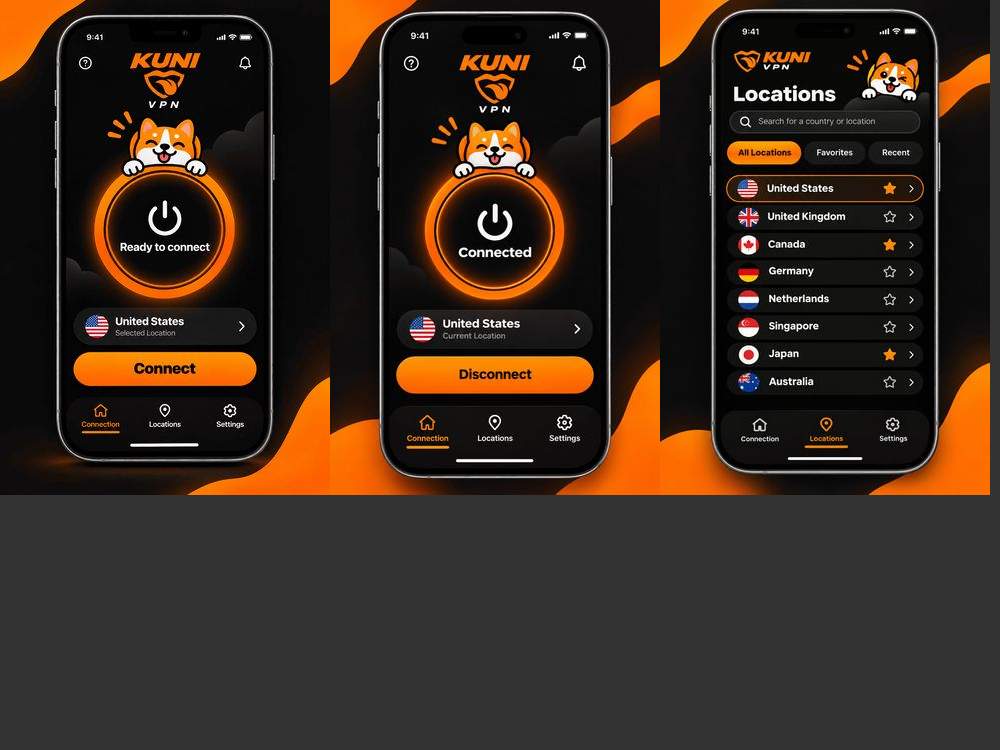 9:41
KUNI
VPN
Ready to connect
United States
Selected Location
Connect
Connection
Locations
Settings
9:41
KUNI
VPN
Connected
United States
Current Location
Disconnect
Connection
Locations
Settings
9:41
KUNI
VPN
Locations
Search for a country or location
All Locations
Favorites
Recent
United States
United Kingdom
Canada
Germany
Netherlands
Singapore
Japan
Australia
Connection
Locations
Settings